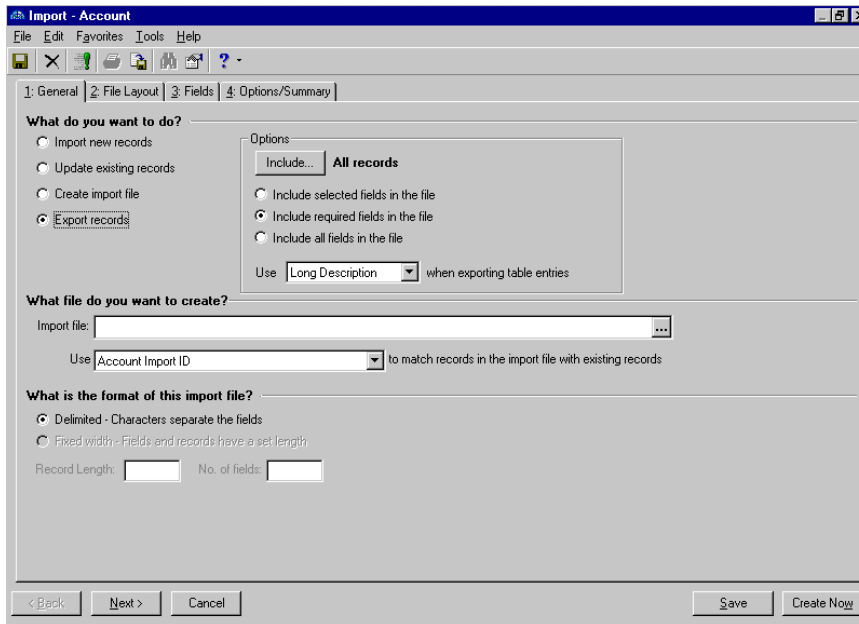 Import - Account
File Edit Favorites Tools Help
1: General 2: File Layout 3: Fields 4: Options/Summary
What do you want to do?
Import new records
Update existing records
Create import file
Export records
Options
Include... All records
Include selected fields in the file
Include required fields in the file
Include all fields in the file
Use Long Description when exporting table entries
What file do you want to create?
Import file: ...
Use Account Import ID to match records in the import file with existing records
What is the format of this import file?
Delimited - Characters separate the fields
Fixed width - Fields and records have a set length
Record Length: No. of fields:
< Back Next > Cancel Save Create Now